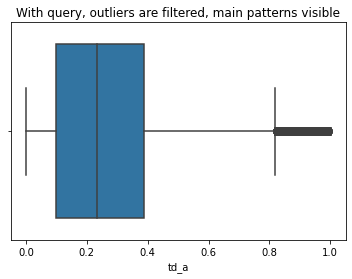 With query, outliers are filtered, main patterns visible
0.0 0.2 0.4 0.6 0.8 1.0
td_a